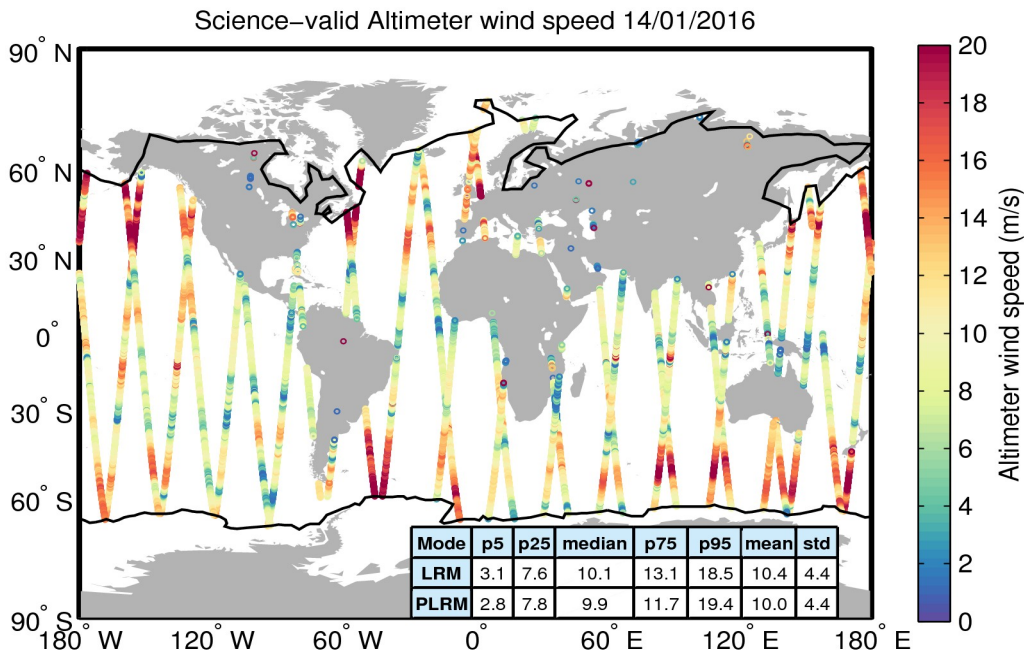 Science−valid Altimeter wind speed 14/01/2016
90° N
60° N
30° N
0°
30° S
60° S
90° S
180° W
120° W
60° W
0°
60° E
120° E
180° E
Mode p5 p25 median p75 p95 mean std
LRM 3.1 7.6 10.1 13.1 18.5 10.4 4.4
PLRM 2.8 7.8 9.9 11.7 19.4 10.0 4.4
20
18
16
14
12
10
8
6
4
2
0
Altimeter wind speed (m/s)